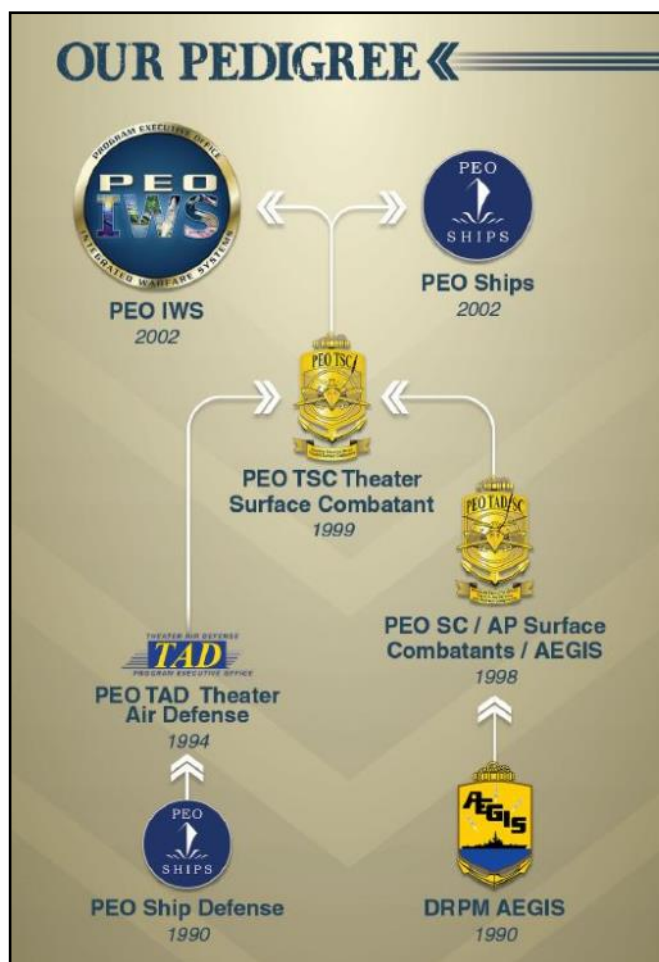 OUR PEDIGREE
PROGRAM EXECUTIVE OFFICE
PEO
IWS
INTEGRATED WARFARE SYSTEMS
PEO IWS
2002
PEO
SHIPS
PEO Ships
2002
PEO TSC
PEO TSC Theater
Surface Combatant
1999
PEO TAD/SC
PEO SC / AP Surface
Combatants / AEGIS
1998
THEATER AIR DEFENSE
TAD
PROGRAM EXECUTIVE OFFICE
PEO TAD Theater
Air Defense
1994
PEO
SHIPS
PEO Ship Defense
1990
AEGIS
DRPM AEGIS
1990